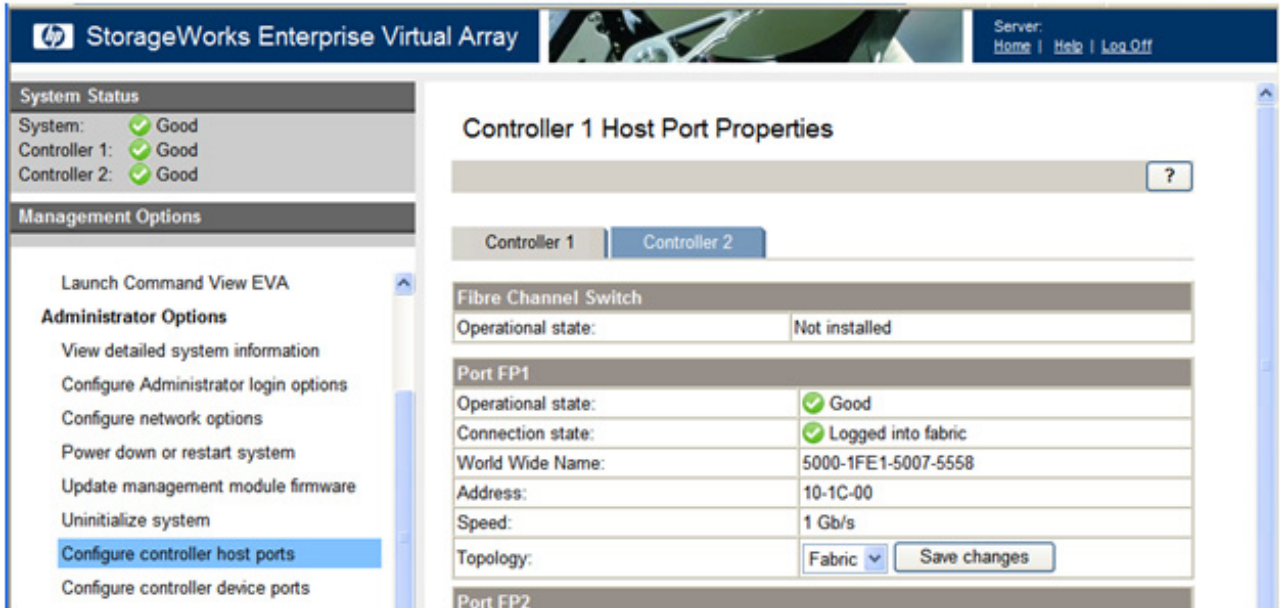 hp StorageWorks Enterprise Virtual Array
Server:
Home | Help | Log Off
System Status
System: Good
Controller 1: Good
Controller 2: Good
Management Options
Launch Command View EVA
Administrator Options
View detailed system information
Configure Administrator login options
Configure network options
Power down or restart system
Update management module firmware
Uninitialize system
Configure controller host ports
Configure controller device ports
Controller 1 Host Port Properties
?
Controller 1 Controller 2
Fibre Channel Switch
Operational state: Not installed
Port FP1
Operational state: Good
Connection state: Logged into fabric
World Wide Name: 5000-1FE1-5007-5558
Address: 10-1C-00
Speed: 1 Gb/s
Topology: Fabric Save changes
Port FP2